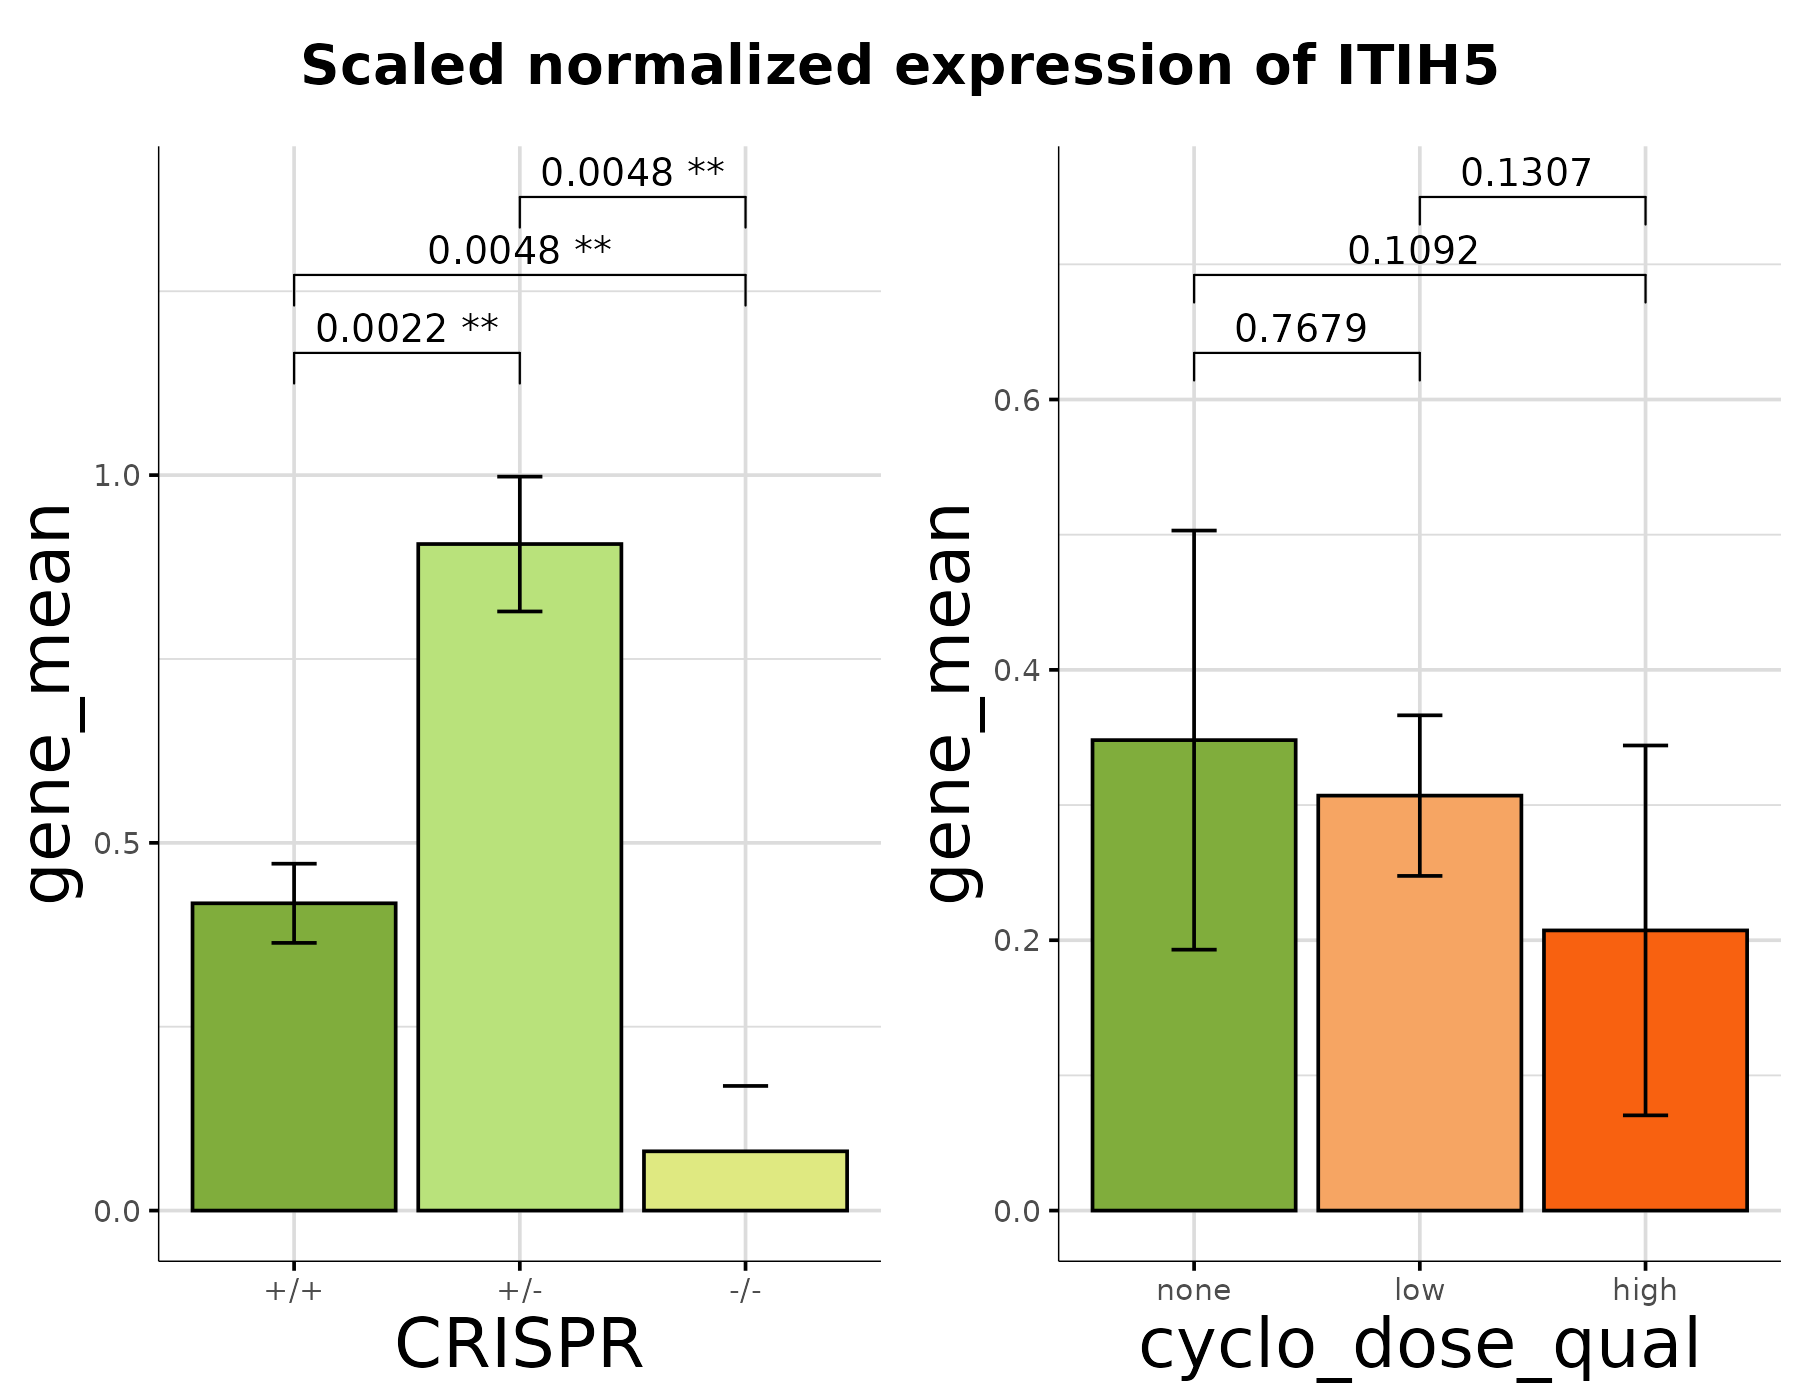 Scaled normalized expression of ITIH5
gene_mean
1.0
0.5
0.0
0.0048 **
0.0048 **
0.0022 **
+/+
+/-
-/-
CRISPR
gene_mean
0.6
0.4
0.2
0.0
0.1307
0.1092
0.7679
none
low
high
cyclo_dose_qual